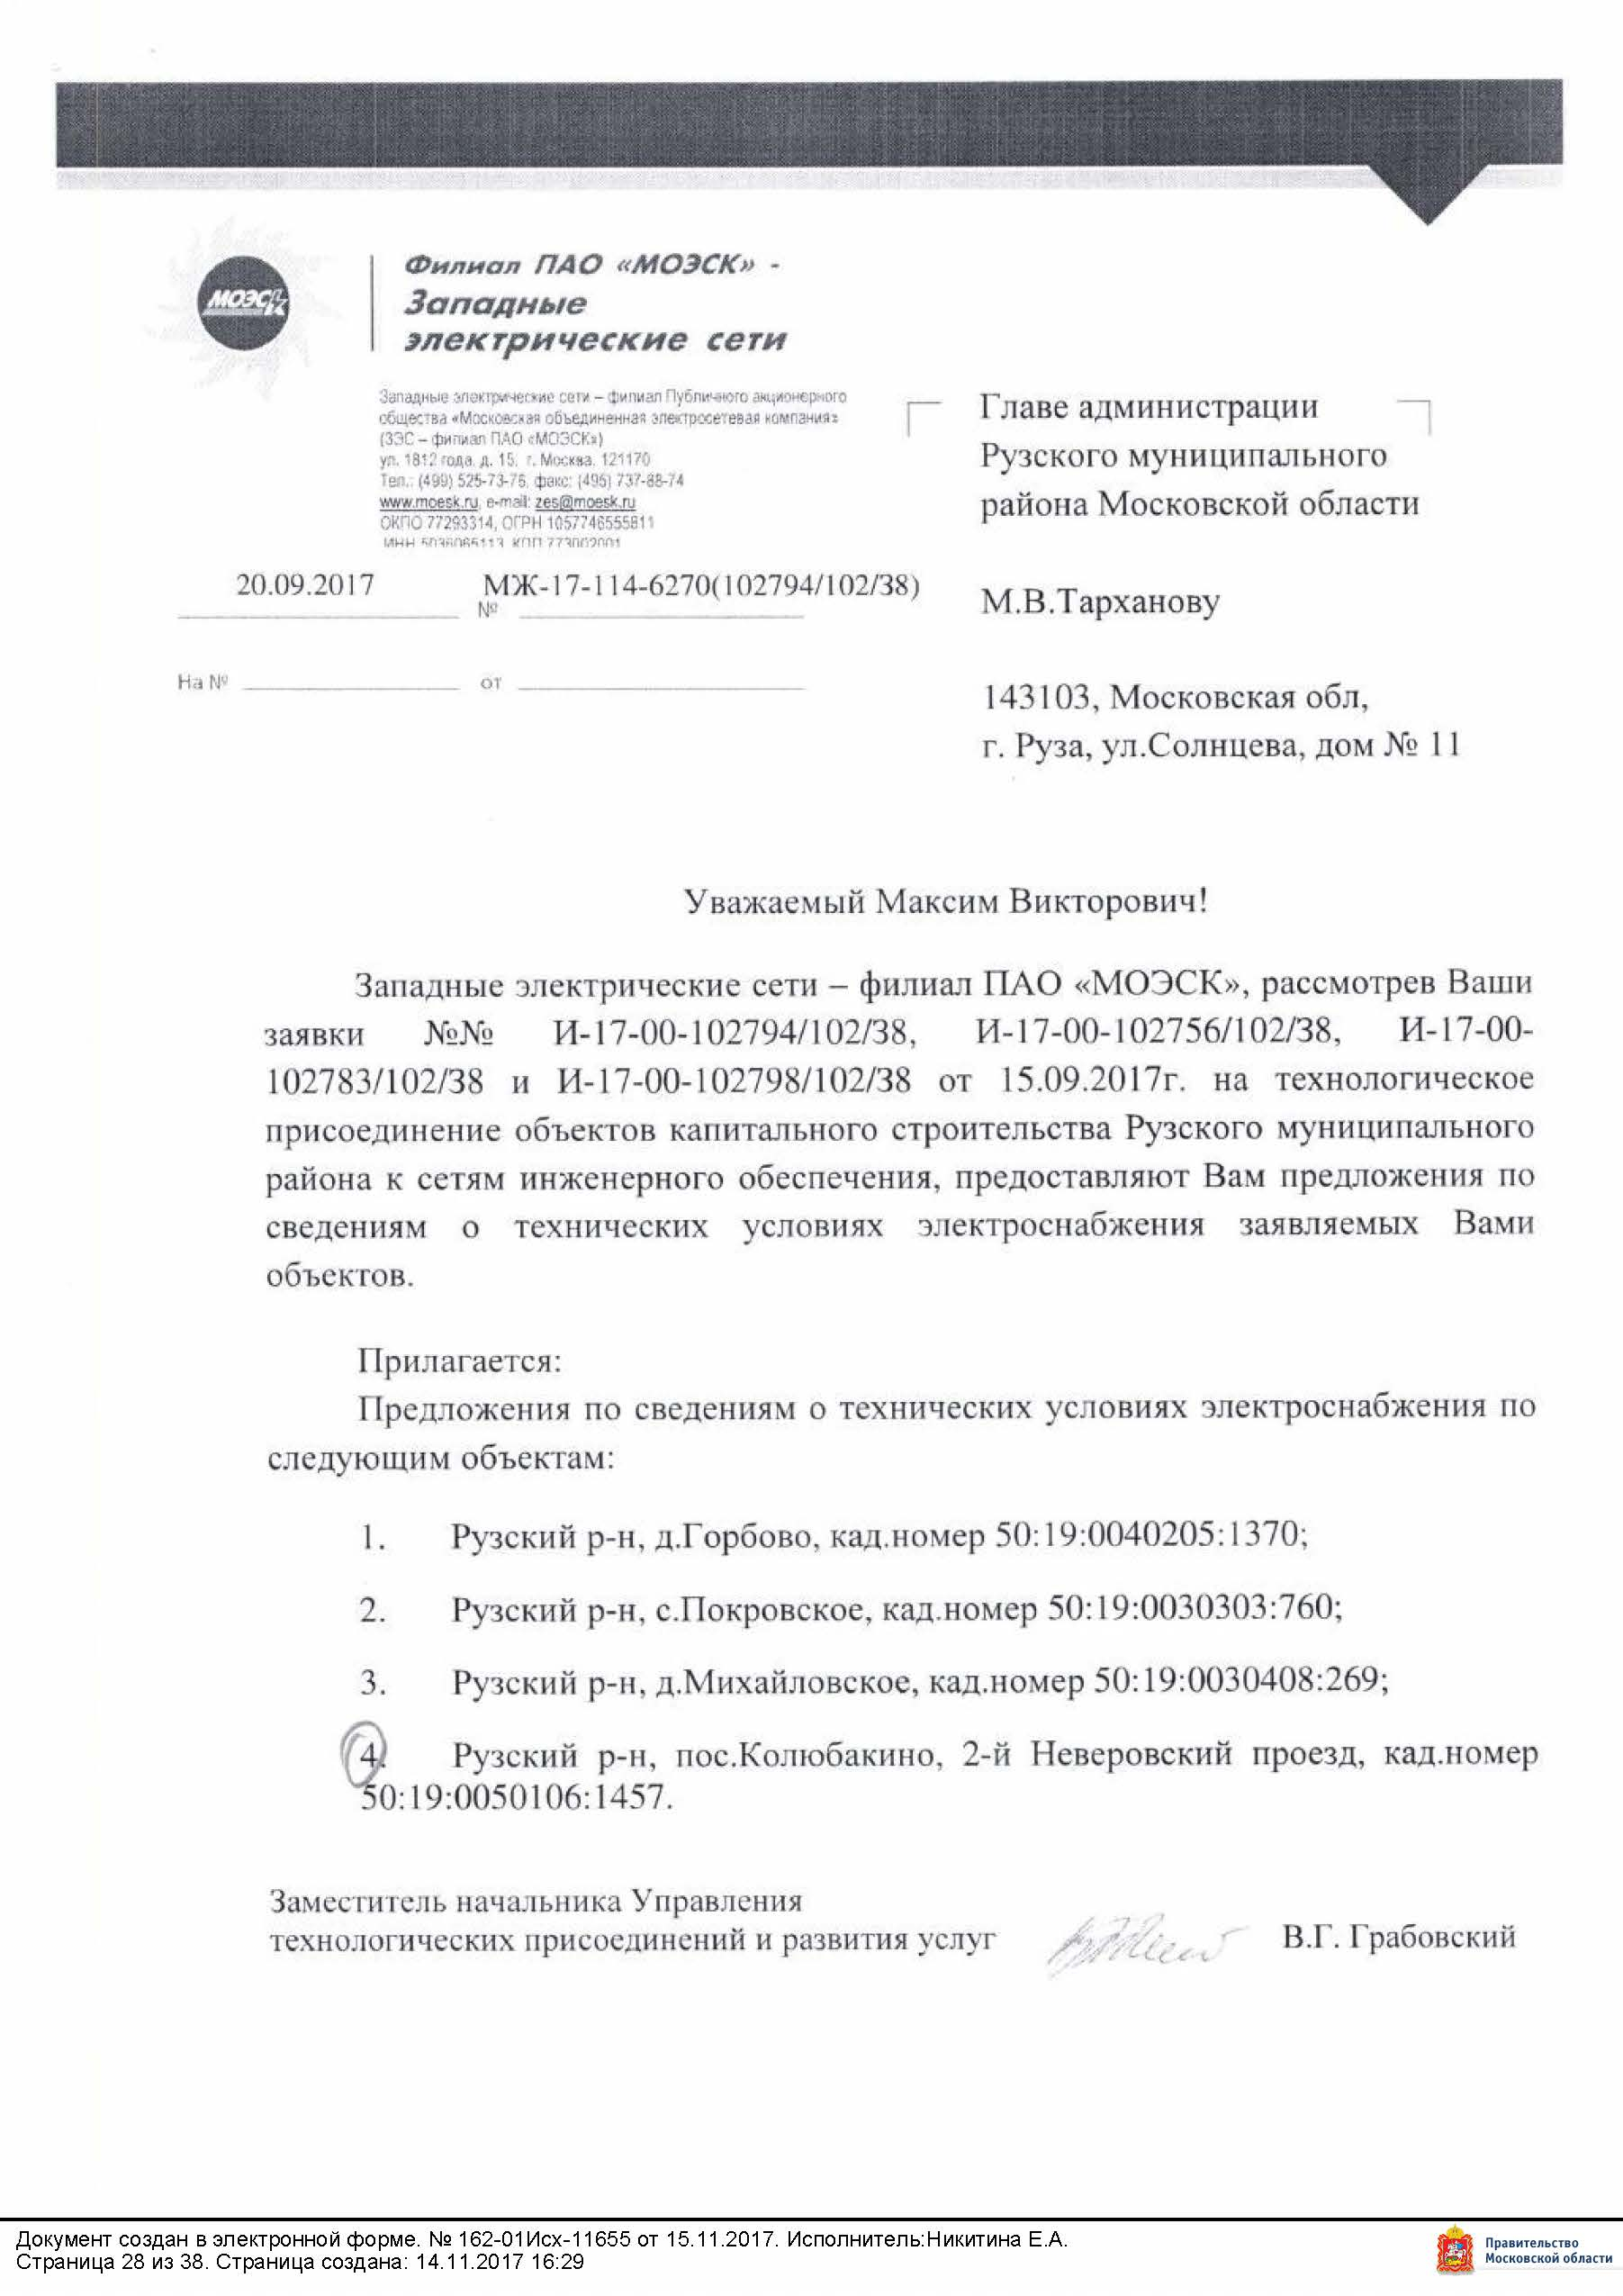 МОЭСК
Филиал ПАО «МОЭСК» -
Западные
электрические сети
Западные электрические сети – филиал Публичного акционерного
общества «Московская объединенная электросетевая компания»
(ЗЭС – филиал ПАО «МОЭСК»)
ул. 1812 года, д. 15, г. Москва, 121170
Тел.: (499) 525-73-76, факс: (495) 737-88-74
www.moesk.ru, e-mail: zes@moesk.ru
ОКПО 77293314, ОГРН 1057746555811
ИНН 5036065113, КПП 773002001
Главе администрации
Рузского муниципального
района Московской области
20.09.2017 № МЖ-17-114-6270(102794/102/38)
М.В.Тарханову
На № от
143103, Московская обл,
г. Руза, ул.Солнцева, дом № 11
Уважаемый Максим Викторович!
Западные электрические сети – филиал ПАО «МОЭСК», рассмотрев Ваши
заявки №№ И-17-00-102794/102/38, И-17-00-102756/102/38, И-17-00-
102783/102/38 и И-17-00-102798/102/38 от 15.09.2017г. на технологическое
присоединение объектов капитального строительства Рузского муниципального
района к сетям инженерного обеспечения, предоставляют Вам предложения по
сведениям о технических условиях электроснабжения заявляемых Вами
объектов.
Прилагается:
Предложения по сведениям о технических условиях электроснабжения по
следующим объектам:
1. Рузский р-н, д.Горбово, кад.номер 50:19:0040205:1370;
2. Рузский р-н, с.Покровское, кад.номер 50:19:0030303:760;
3. Рузский р-н, д.Михайловское, кад.номер 50:19:0030408:269;
4. Рузский р-н, пос.Колюбакино, 2-й Неверовский проезд, кад.номер
50:19:0050106:1457.
Заместитель начальника Управления
технологических присоединений и развития услуг В.Г. Грабовский
Документ создан в электронной форме. № 162-01Исх-11655 от 15.11.2017. Исполнитель:Никитина Е.А.
Страница 28 из 38. Страница создана: 14.11.2017 16:29
Правительство
Московской области